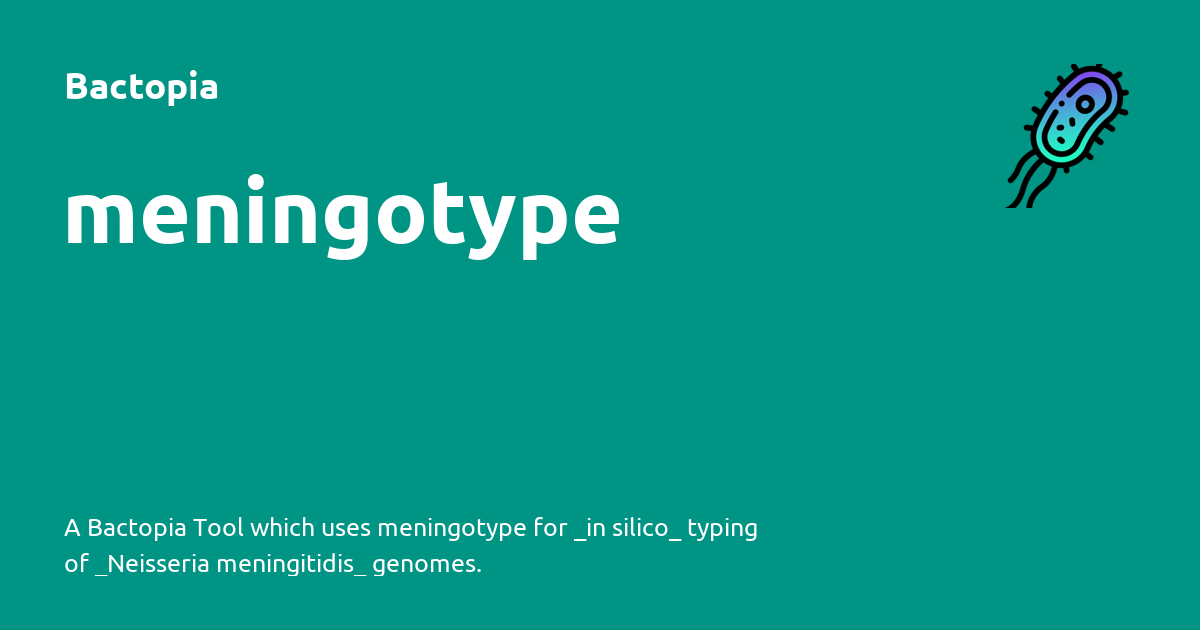 Bactopia
meningotype
A Bactopia Tool which uses meningotype for _in silico_ typing
of _Neisseria meningitidis_ genomes.